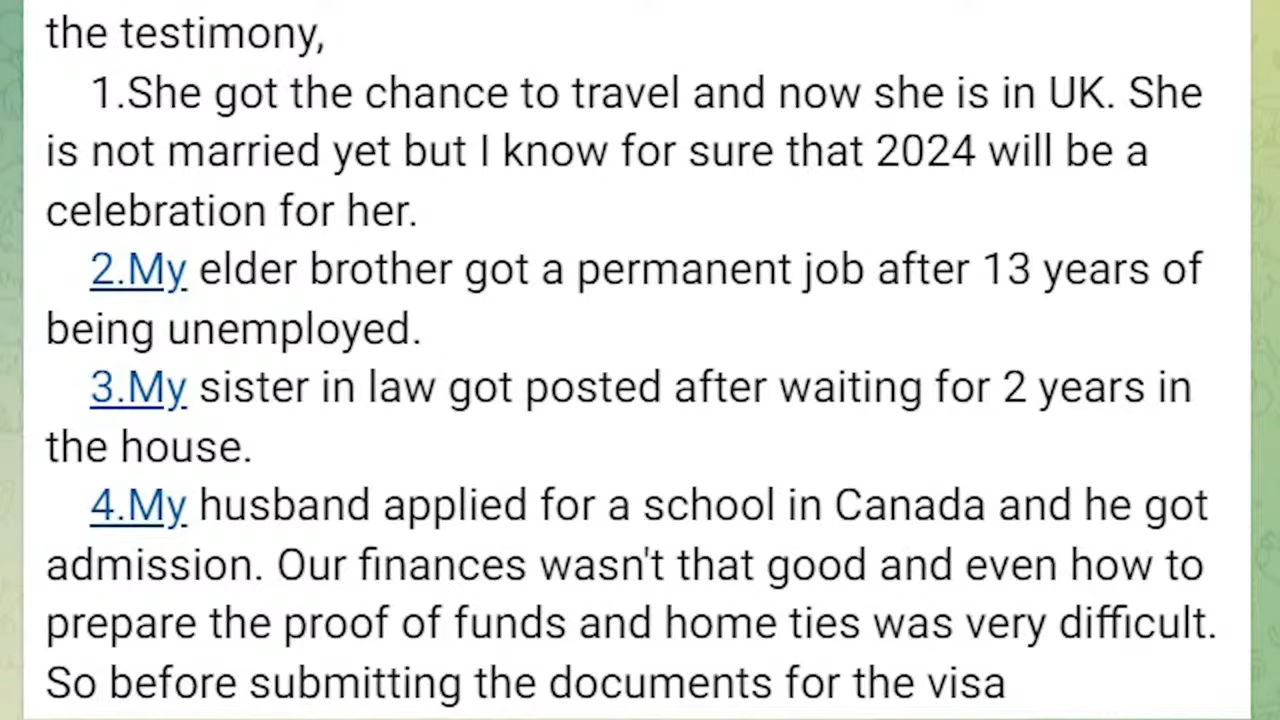 the testimony,
1.She got the chance to travel and now she is in UK. She
is not married yet but I know for sure that 2024 will be a
celebration for her.
2.My elder brother got a permanent job after 13 years of
being unemployed.
3.My sister in law got posted after waiting for 2 years in
the house.
4.My husband applied for a school in Canada and he got
admission. Our finances wasn't that good and even how to
prepare the proof of funds and home ties was very difficult.
So before submitting the documents for the visa